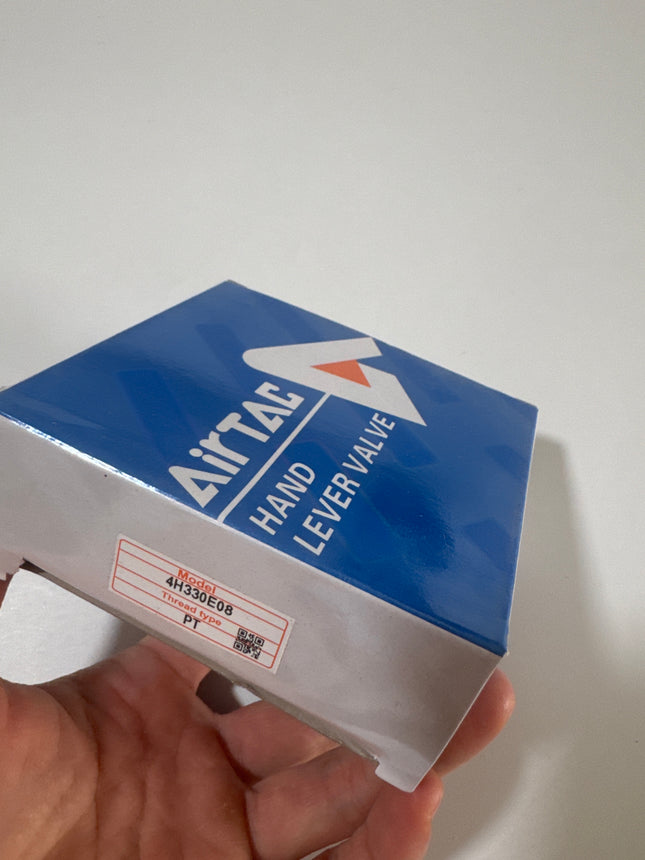 AirTAC
HAND
LEVER VALVE
Model
4H330E08
Thread type
PT